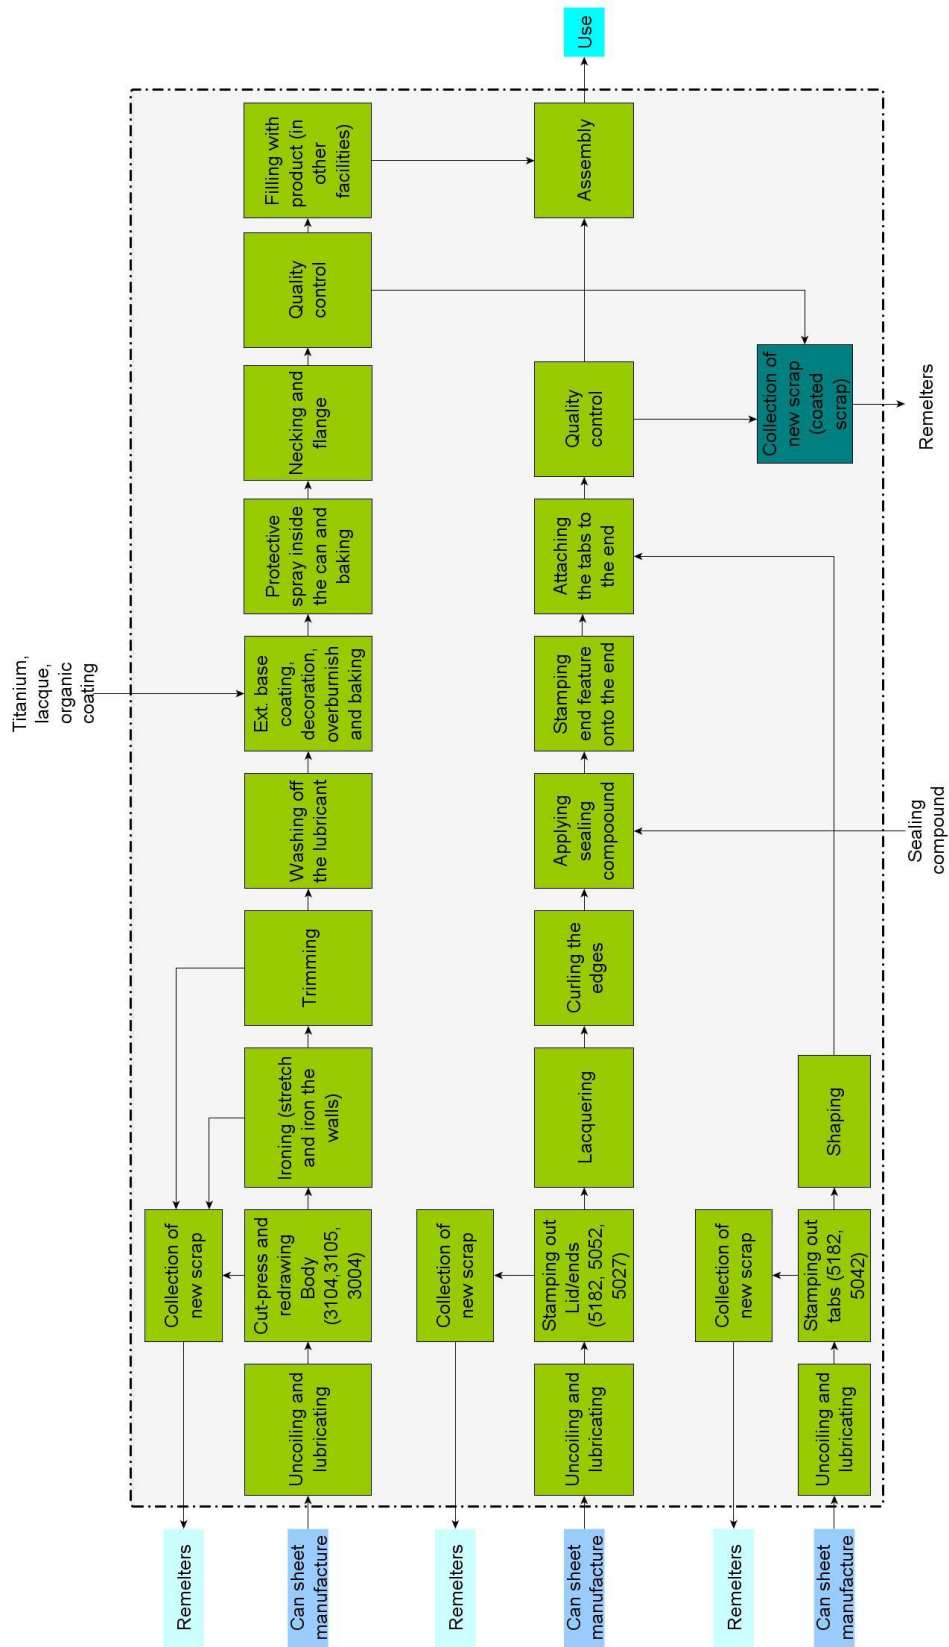 Titanium,
lacque,
organic
coating
Remelters
Collection of
new scrap
Can sheet
manufacture
Uncoiling and
lubricating
Cut-press and
redrawing
Body
(3104,3105,
3004)
Ironing (stretch
and iron the
walls)
Trimming
Washing off
the lubricant
Ext. base
coating,
decoration,
overburnish
and baking
Protective
spray inside
the can and
baking
Necking and
flange
Quality
control
Filling with
product (in
other
facilities)
Remelters
Collection of
new scrap
Can sheet
manufacture
Uncoiling and
lubricating
Stamping out
Lid/ends
(5182, 5052,
5027)
Lacquering
Curling the
edges
Applying
sealing
compoound
Stamping
end feature
onto the end
Attaching
the tabs to
the end
Quality
control
Assembly
Use
Remelters
Collection of
new scrap
Collection of
new scrap
(coated
scrap)
Can sheet
manufacture
Uncoiling and
lubricating
Stamping out
tabs (5182,
5042)
Shaping
Sealing
compound
Remelters